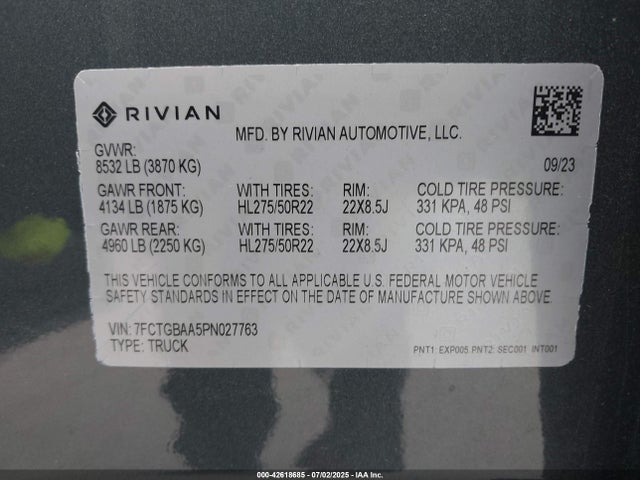 RIVIAN
MFD. BY RIVIAN AUTOMOTIVE, LLC.
GVWR:
8532 LB (3870 KG) 09/23
GAWR FRONT: WITH TIRES: RIM: COLD TIRE PRESSURE:
4134 LB (1875 KG) HL275/50R22 22X8.5J 331 KPA, 48 PSI
GAWR REAR: WITH TIRES: RIM: COLD TIRE PRESSURE:
4960 LB (2250 KG) HL275/50R22 22X8.5J 331 KPA, 48 PSI
THIS VEHICLE CONFORMS TO ALL APPLICABLE U.S. FEDERAL MOTOR VEHICLE
SAFETY STANDARDS IN EFFECT ON THE DATE OF MANUFACTURE SHOWN ABOVE.
VIN: 7FCTGBAA5PN027763
TYPE: TRUCK PNT1: EXP005 PNT2: SEC001 INT001
000-42618685 - 07/02/2025 - IAA Inc.